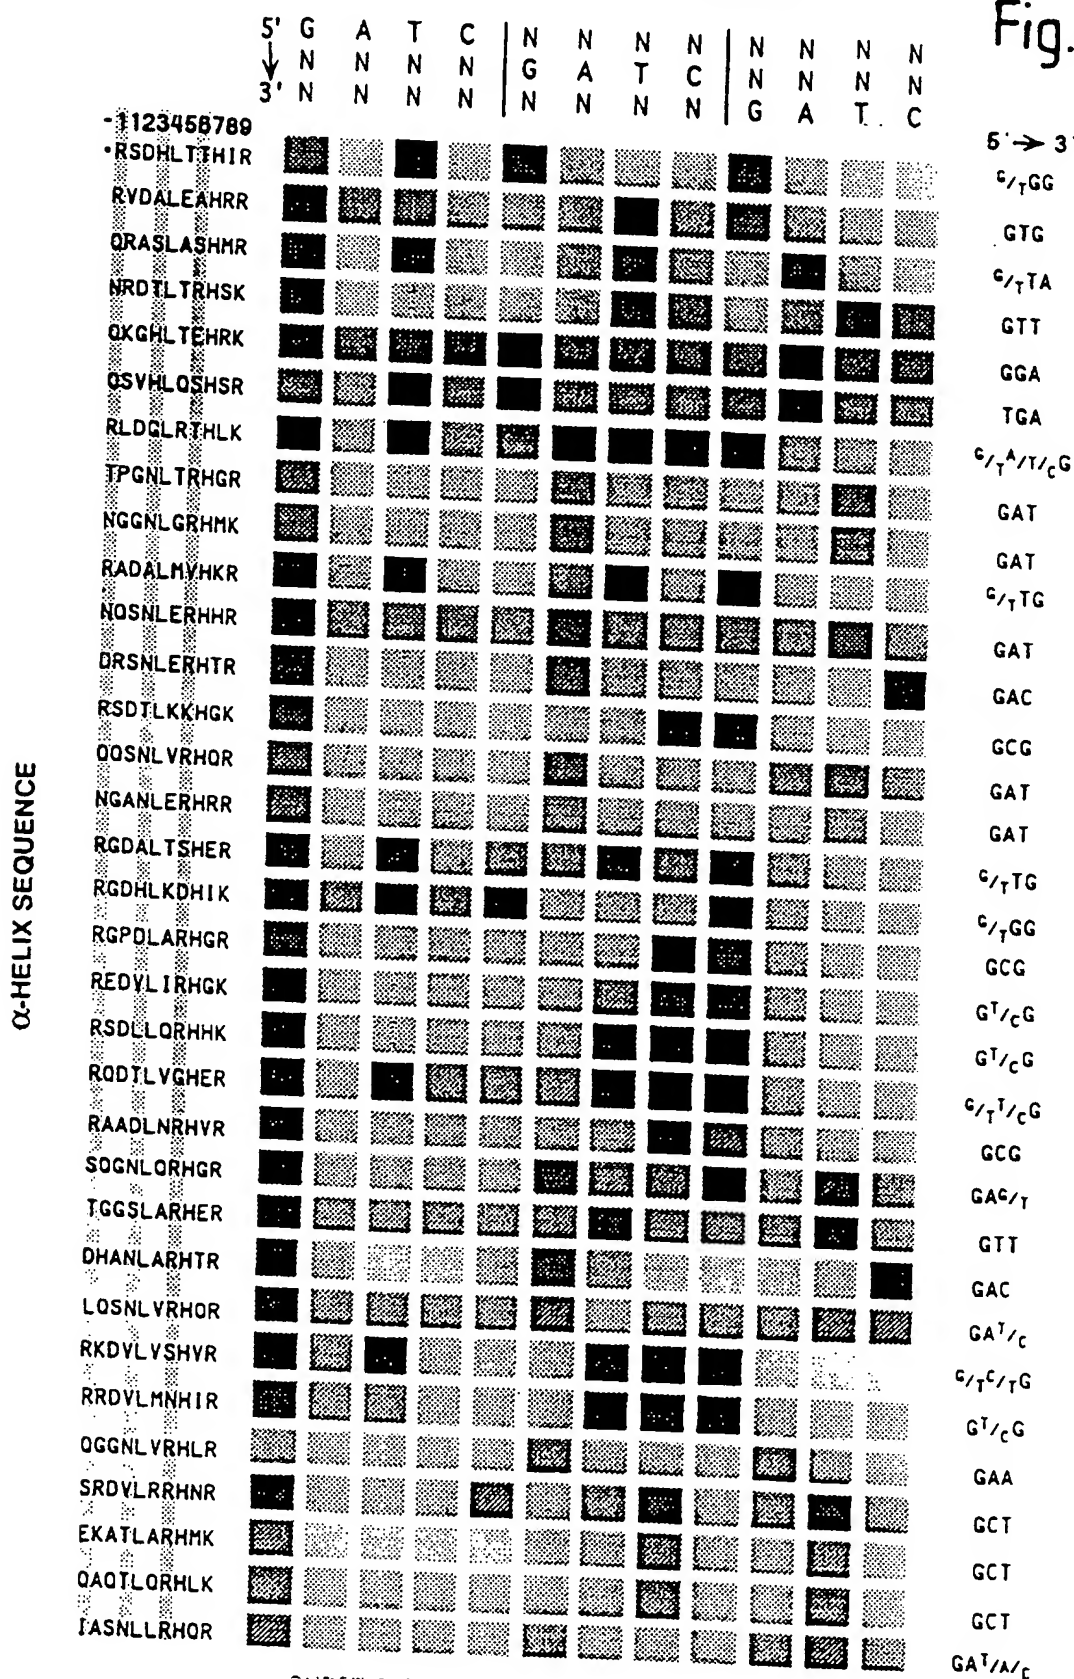 Fig.
5' G A T C N N N N N N N N
N N N N G A T C N N N N
3' N N N N N N N N G A T C
-1123456789 5' → 3'
RSDHLTTHIR G/TGG
RVDALEAHRR GTG
QRASLASHMR G/TTA
NRDTLTRHSK GTT
QKGHLTEHRK GGA
QSVHLQSHSR TGA
RLDGLRTHLK G/TA/T/CG
TPGNLTRHGR GAT
NGGNLGRHMK GAT
RADALMVHKR G/TTG
NQSNLERHHR GAT
DRSNLERHTR GAC
RSDTLKKHGK GCG
QQSNLVRHQR GAT
NGANLERHRR GAT
RGDALTSHER G/TTG
RGDHLKDHIK G/TGG
RGPDLARHGR GCG
REDVLIRHGK GT/CG
RSDLLQRHHK GT/CG
RQDTLVGHER G/TT/CG
RAADLNRHVR GCG
SQGNLQRHGR GAG/T
TGGSLARHER GTT
DHANLARHTR GAC
LQSNLVRHQR GAT/C
RKDVLVSHVR G/TC/TG
RRDVLMNHIR GT/CG
QGGNLVRHLR GAA
SRDVLRRHNR GCT
EKATLARHMK GCT
QAQTLQRHLK GCT
IASNLLRHQR GAT/A/C
α-HELIX SEQUENCE